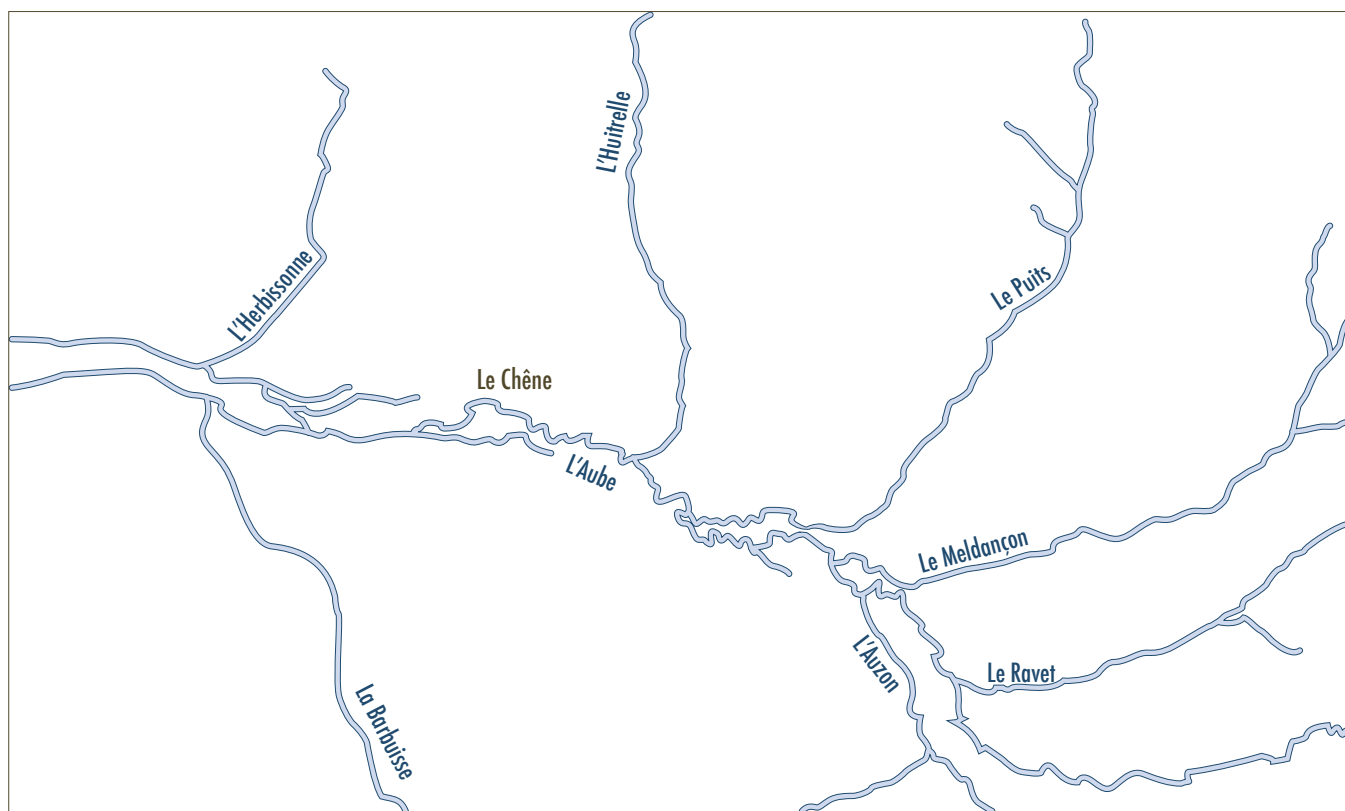 L'Huitrelle
L'Herbissonne
Le Puits
Le Chêne
L'Aube
Le Meldançon
L'Auzon
Le Ravet
La Barbuisse